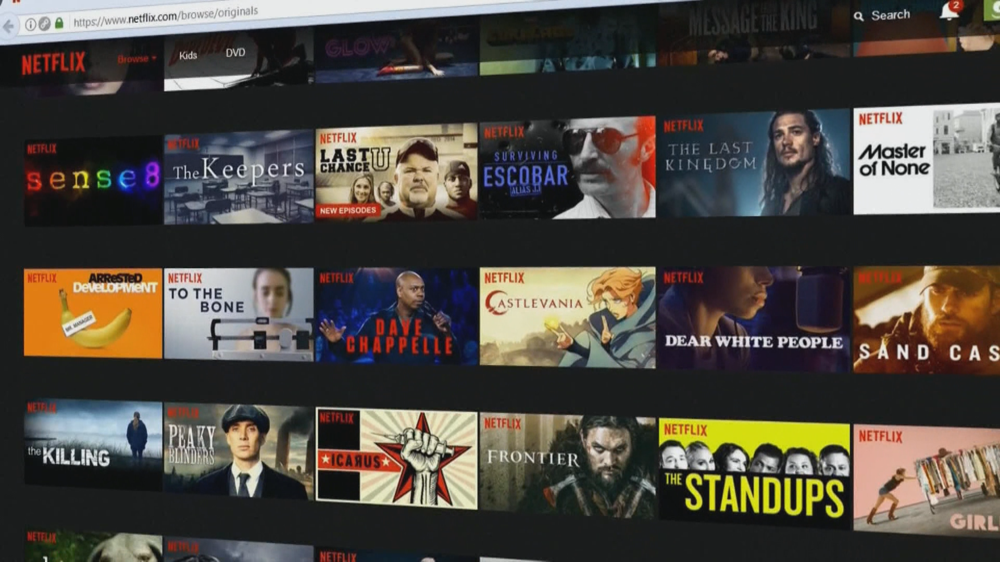 https://www.netflix.com/browse/originals
NETFLIX
Browse
Kids
DVD
GLOW
MESSAGE FROM THE KING
Search
2
NETFLIX
sense8
NETFLIX
The Keepers
NETFLIX
LAST
CHANCE U
NEW EPISODES
NETFLIX
SURVIVING
ESCOBAR
ALIAS JJ
NETFLIX
THE LAST
KINGDOM
NETFLIX
Master
of None
NETFLIX
ARReSTeD
DeVeLOPMeNT
MR. MANAGER
NETFLIX
TO THE
BONE
NETFLIX
DAVE
CHAPPELLE
NETFLIX
CASTLEVANIA
NETFLIX
DEAR WHITE PEOPLE
NETFLIX
SAND CAS
NETFLIX
the KILLING
NETFLIX
PEAKY
BLINDERS
NETFLIX
ICARUS
NETFLIX
FRONTIER
NETFLIX
THE STANDUPS
NETFLIX
GIRL
NETFLIX
NETFLIX
NETFLIX